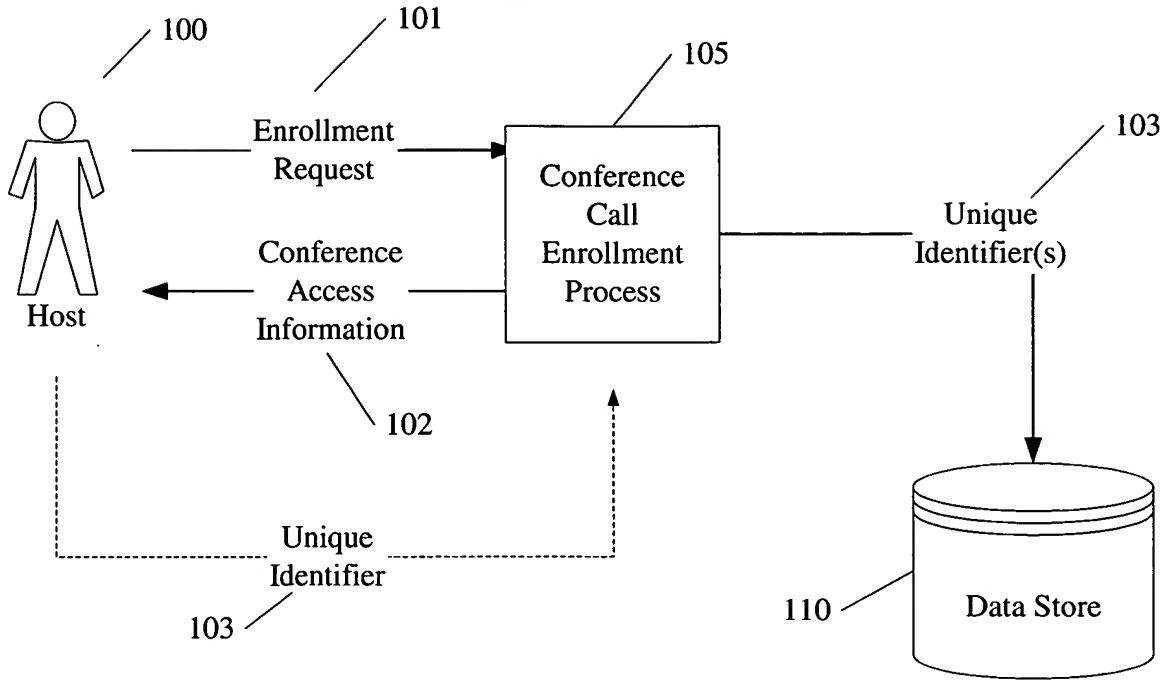 100
101
105
103
Enrollment
Request
Conference
Call
Enrollment
Process
Unique
Identifier(s)
Conference
Access
Information
Host
102
Unique
Identifier
103
110
Data Store